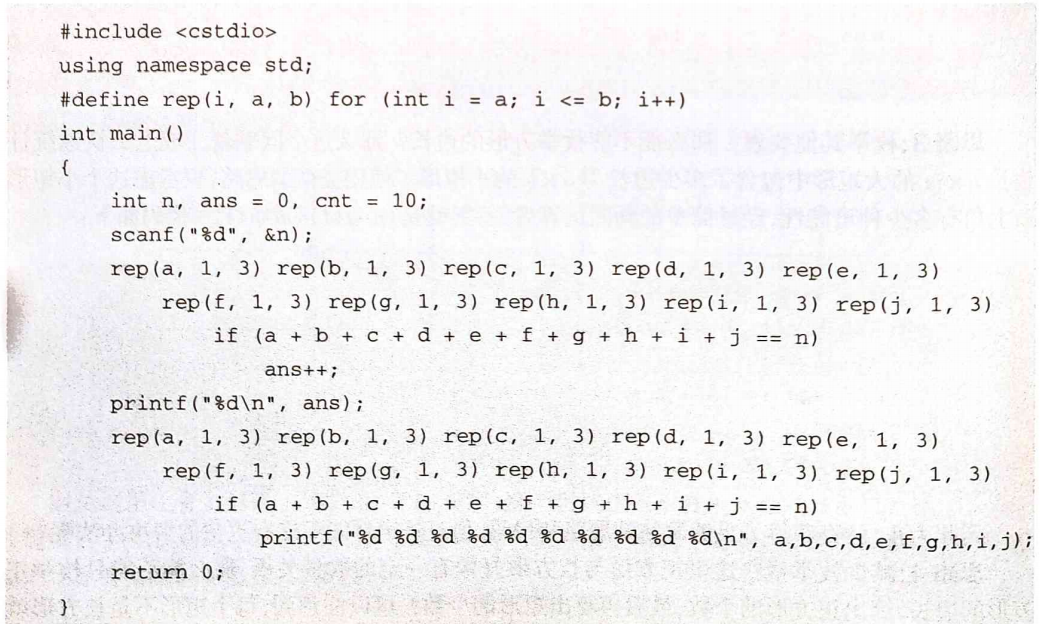 #include <cstdio>
using namespace std;
#define rep(i, a, b) for (int i = a; i <= b; i++)
int main()
{
    int n, ans = 0, cnt = 10;
    scanf("%d", &n);
    rep(a, 1, 3) rep(b, 1, 3) rep(c, 1, 3) rep(d, 1, 3) rep(e, 1, 3)
        rep(f, 1, 3) rep(g, 1, 3) rep(h, 1, 3) rep(i, 1, 3) rep(j, 1, 3)
            if (a + b + c + d + e + f + g + h + i + j == n)
                ans++;
    printf("%d\n", ans);
    rep(a, 1, 3) rep(b, 1, 3) rep(c, 1, 3) rep(d, 1, 3) rep(e, 1, 3)
        rep(f, 1, 3) rep(g, 1, 3) rep(h, 1, 3) rep(i, 1, 3) rep(j, 1, 3)
            if (a + b + c + d + e + f + g + h + i + j == n)
                printf("%d %d %d %d %d %d %d %d %d %d\n", a,b,c,d,e,f,g,h,i,j);
    return 0;
}